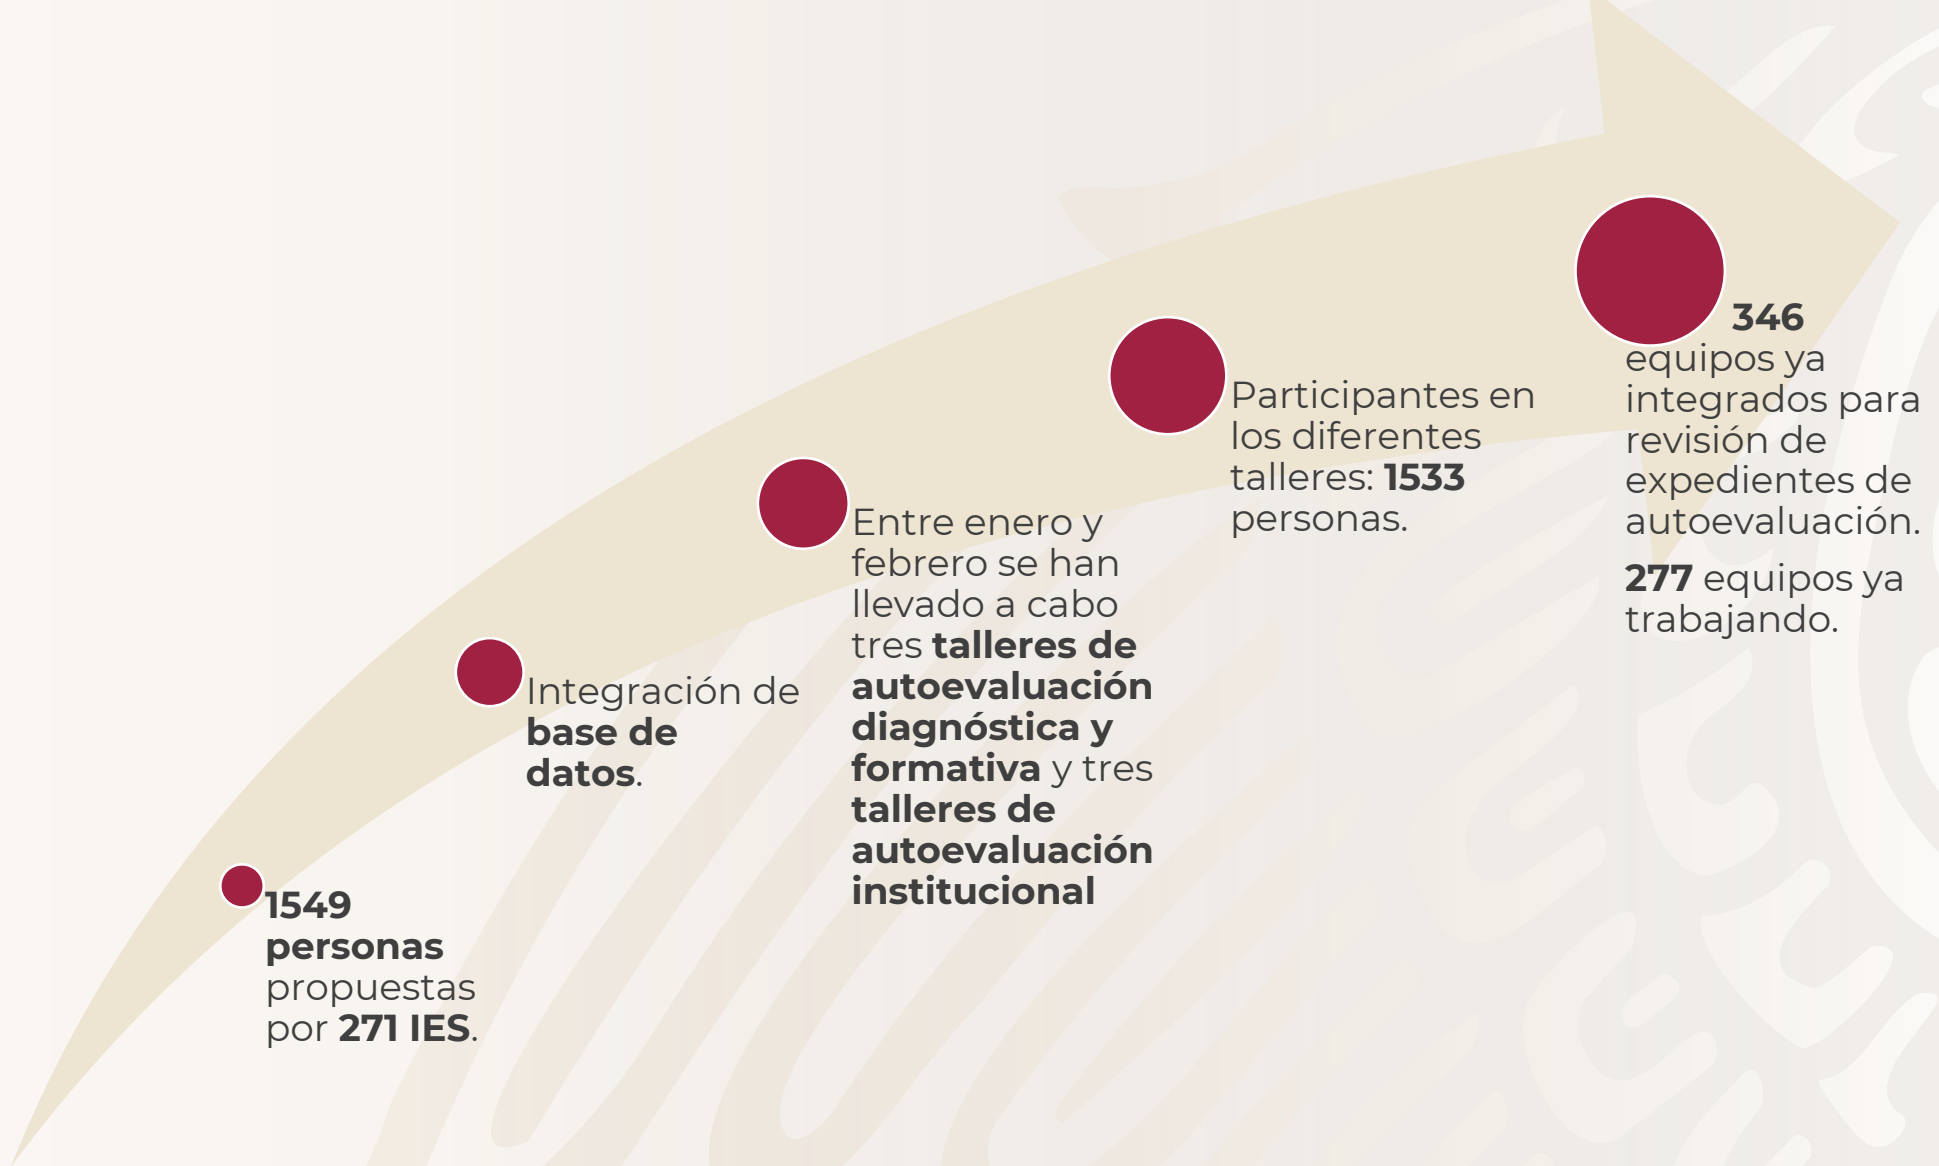 1549
personas
propuestas
por 271 IES.
Integración de
base de
datos.
Entre enero y
febrero se han
llevado a cabo
tres talleres de
autoevaluación
diagnóstica y
formativa y tres
talleres de
autoevaluación
institucional
Participantes en
los diferentes
talleres: 1533
personas.
346
equipos ya
integrados para
revisión de
expedientes de
autoevaluación.
277 equipos ya
trabajando.